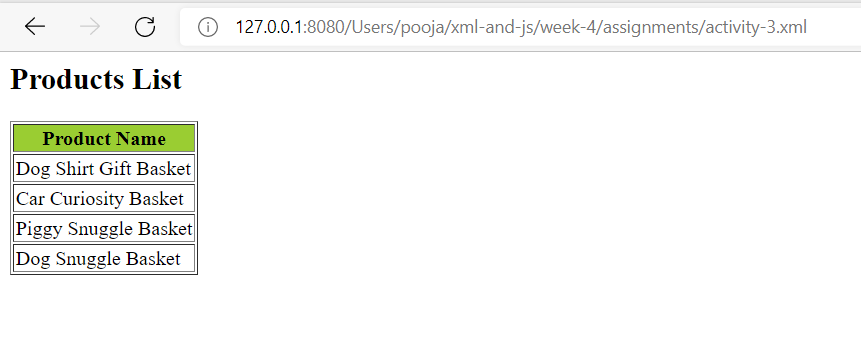 127.0.0.1:8080/Users/pooja/xml-and-js/week-4/assignments/activity-3.xml
Products List
Product Name
Dog Shirt Gift Basket
Car Curiosity Basket
Piggy Snuggle Basket
Dog Snuggle Basket